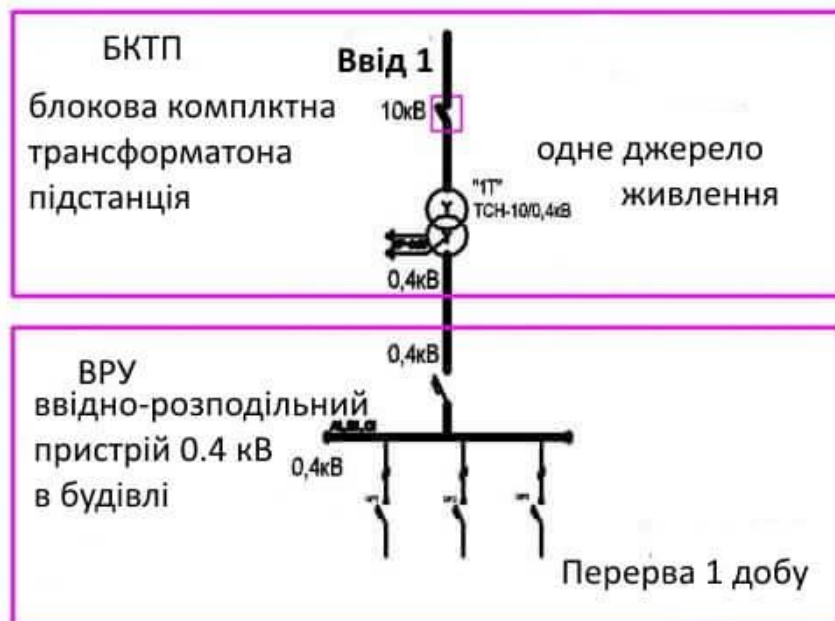 БКТП
Ввід 1
блокова комплктна
трансформатона
підстанція
10кВ
одне джерело
живлення
"1Т"
ТСН-10/0,4кВ
0,4кВ
0,4кВ
ВРУ
ввідно-розподільний
пристрій 0.4 кВ
в будівлі
0,4кВ
Перерва 1 добу